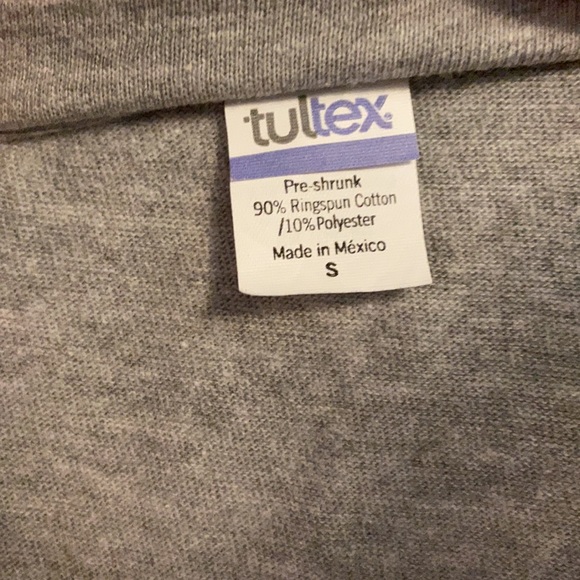 tultex®
Pre-shrunk
90% Ringspun Cotton
/10% Polyester
Made in México
S